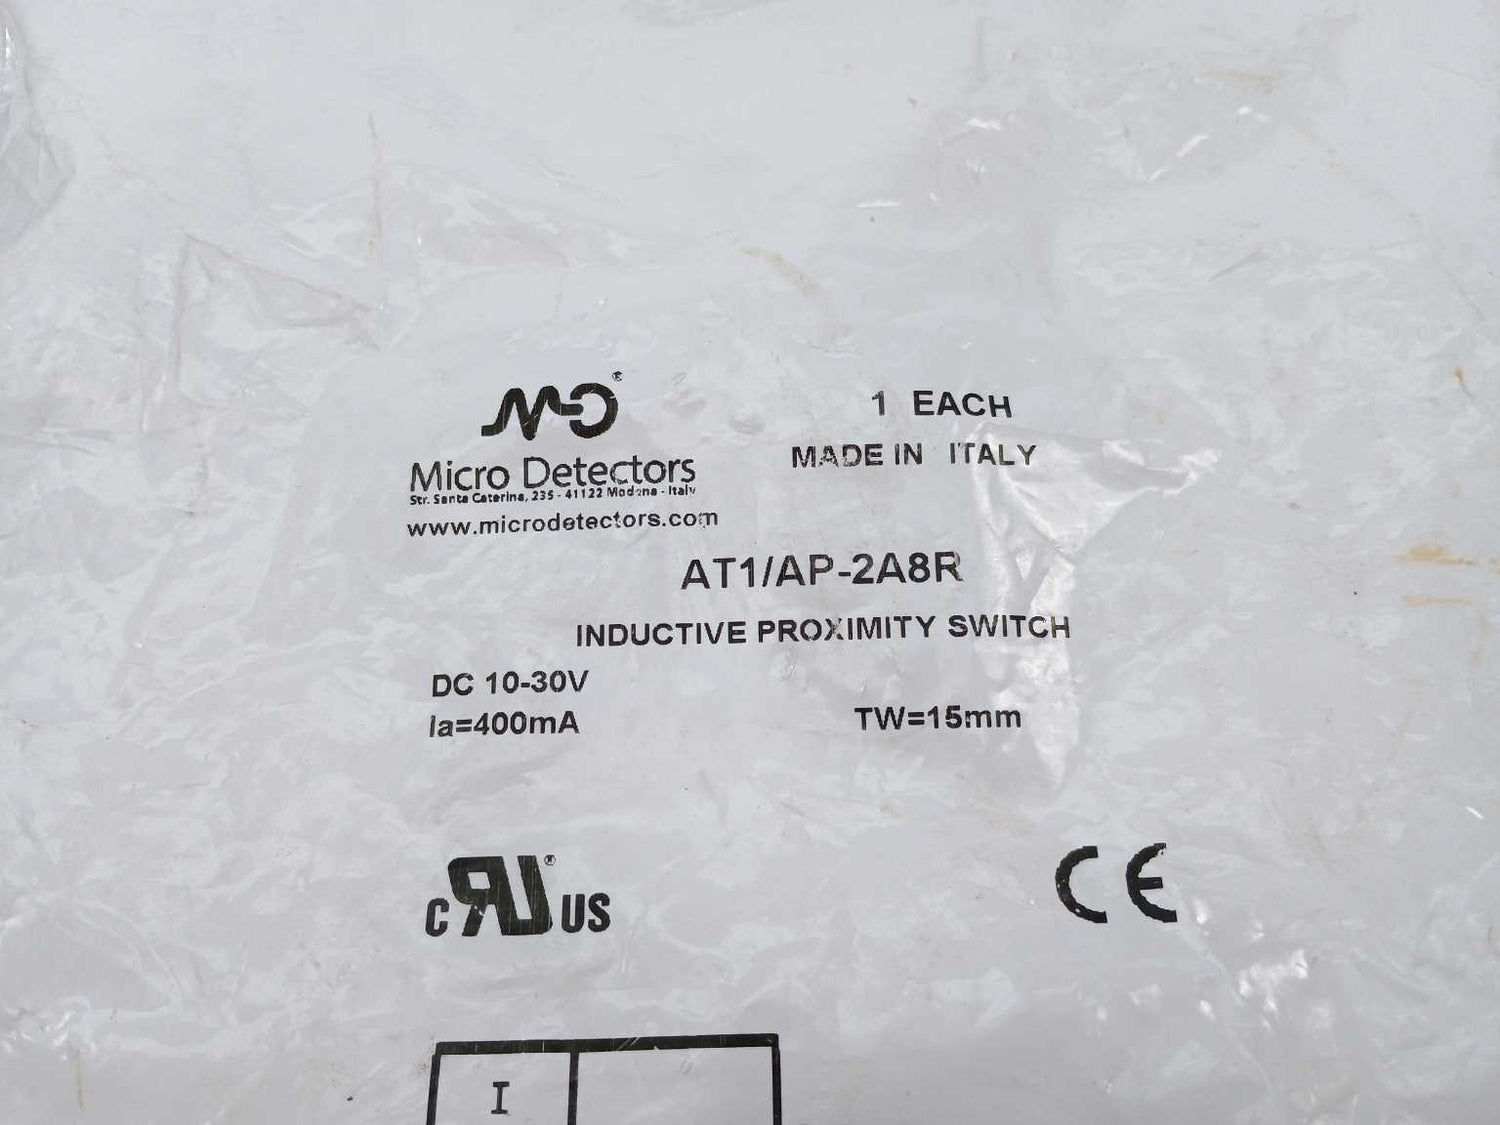 MD®
Micro Detectors
Str. Santa Caterina, 235 - 41122 Modena - Italy
www.microdetectors.com
1 EACH
MADE IN ITALY
AT1/AP-2A8R
INDUCTIVE PROXIMITY SWITCH
DC 10-30V
Ia=400mA
TW=15mm
c RU® US
CE
I